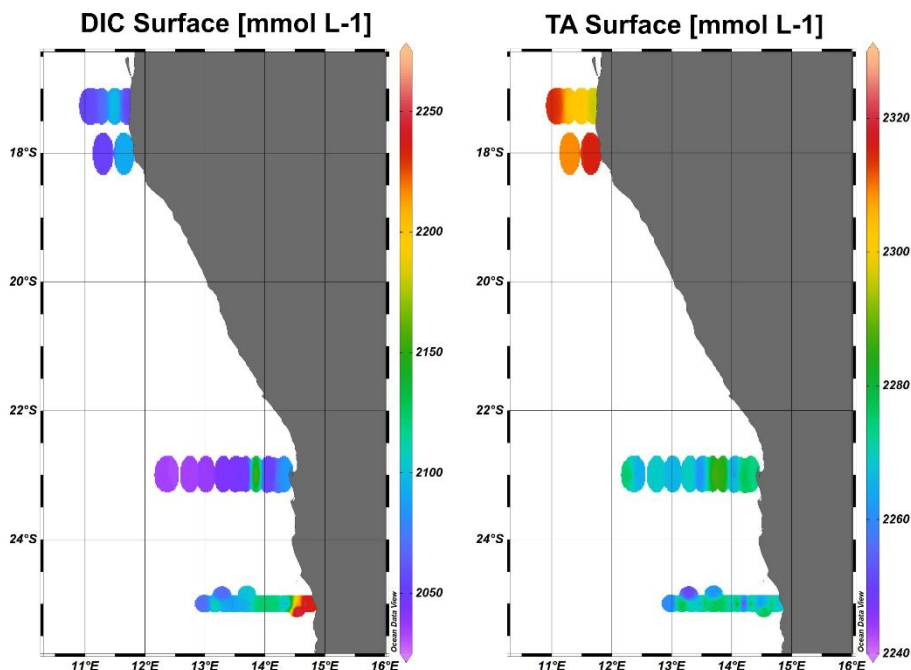 DIC Surface [mmol L-1]
TA Surface [mmol L-1]
18°S
20°S
22°S
24°S
11°E
12°E
13°E
14°E
15°E
16°E
2250
2200
2150
2100
2050
Ocean Data View
18°S
20°S
22°S
24°S
11°E
12°E
13°E
14°E
15°E
16°E
2320
2300
2280
2260
2240
Ocean Data View